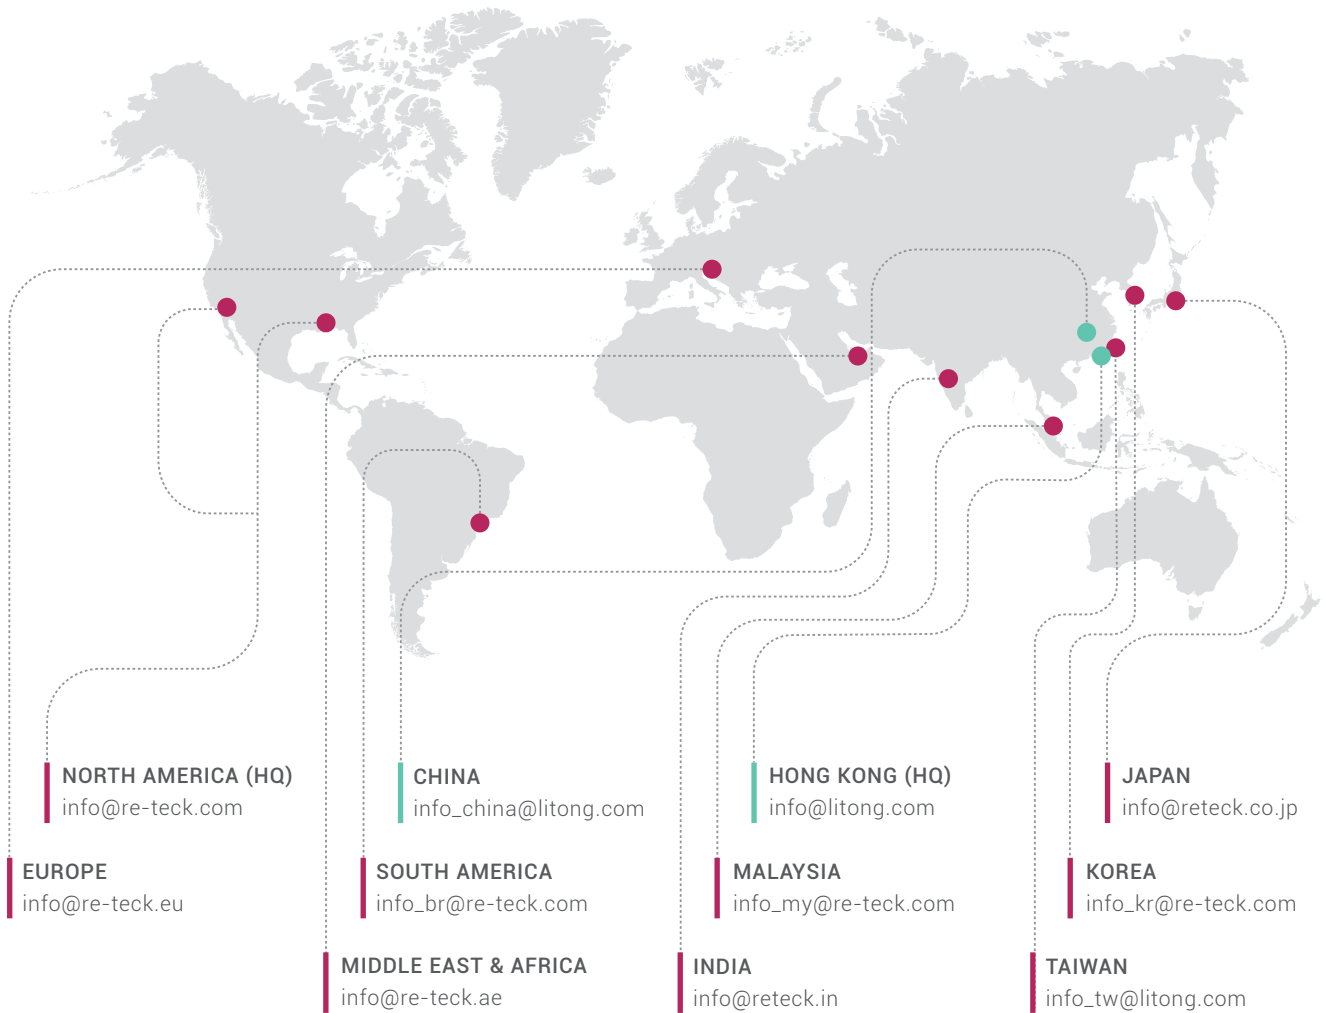 NORTH AMERICA (HQ)
info@re-teck.com
CHINA
info_china@litong.com
HONG KONG (HQ)
info@litong.com
JAPAN
info@reteck.co.jp
EUROPE
info@re-teck.eu
SOUTH AMERICA
info_br@re-teck.com
MALAYSIA
info_my@re-teck.com
KOREA
info_kr@re-teck.com
MIDDLE EAST & AFRICA
info@re-teck.ae
INDIA
info@reteck.in
TAIWAN
info_tw@litong.com